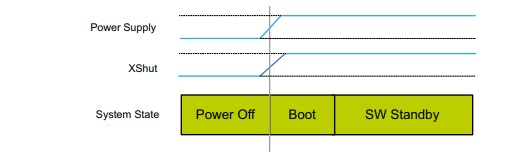 Power Supply
XShut
System State Power Off Boot SW Standby